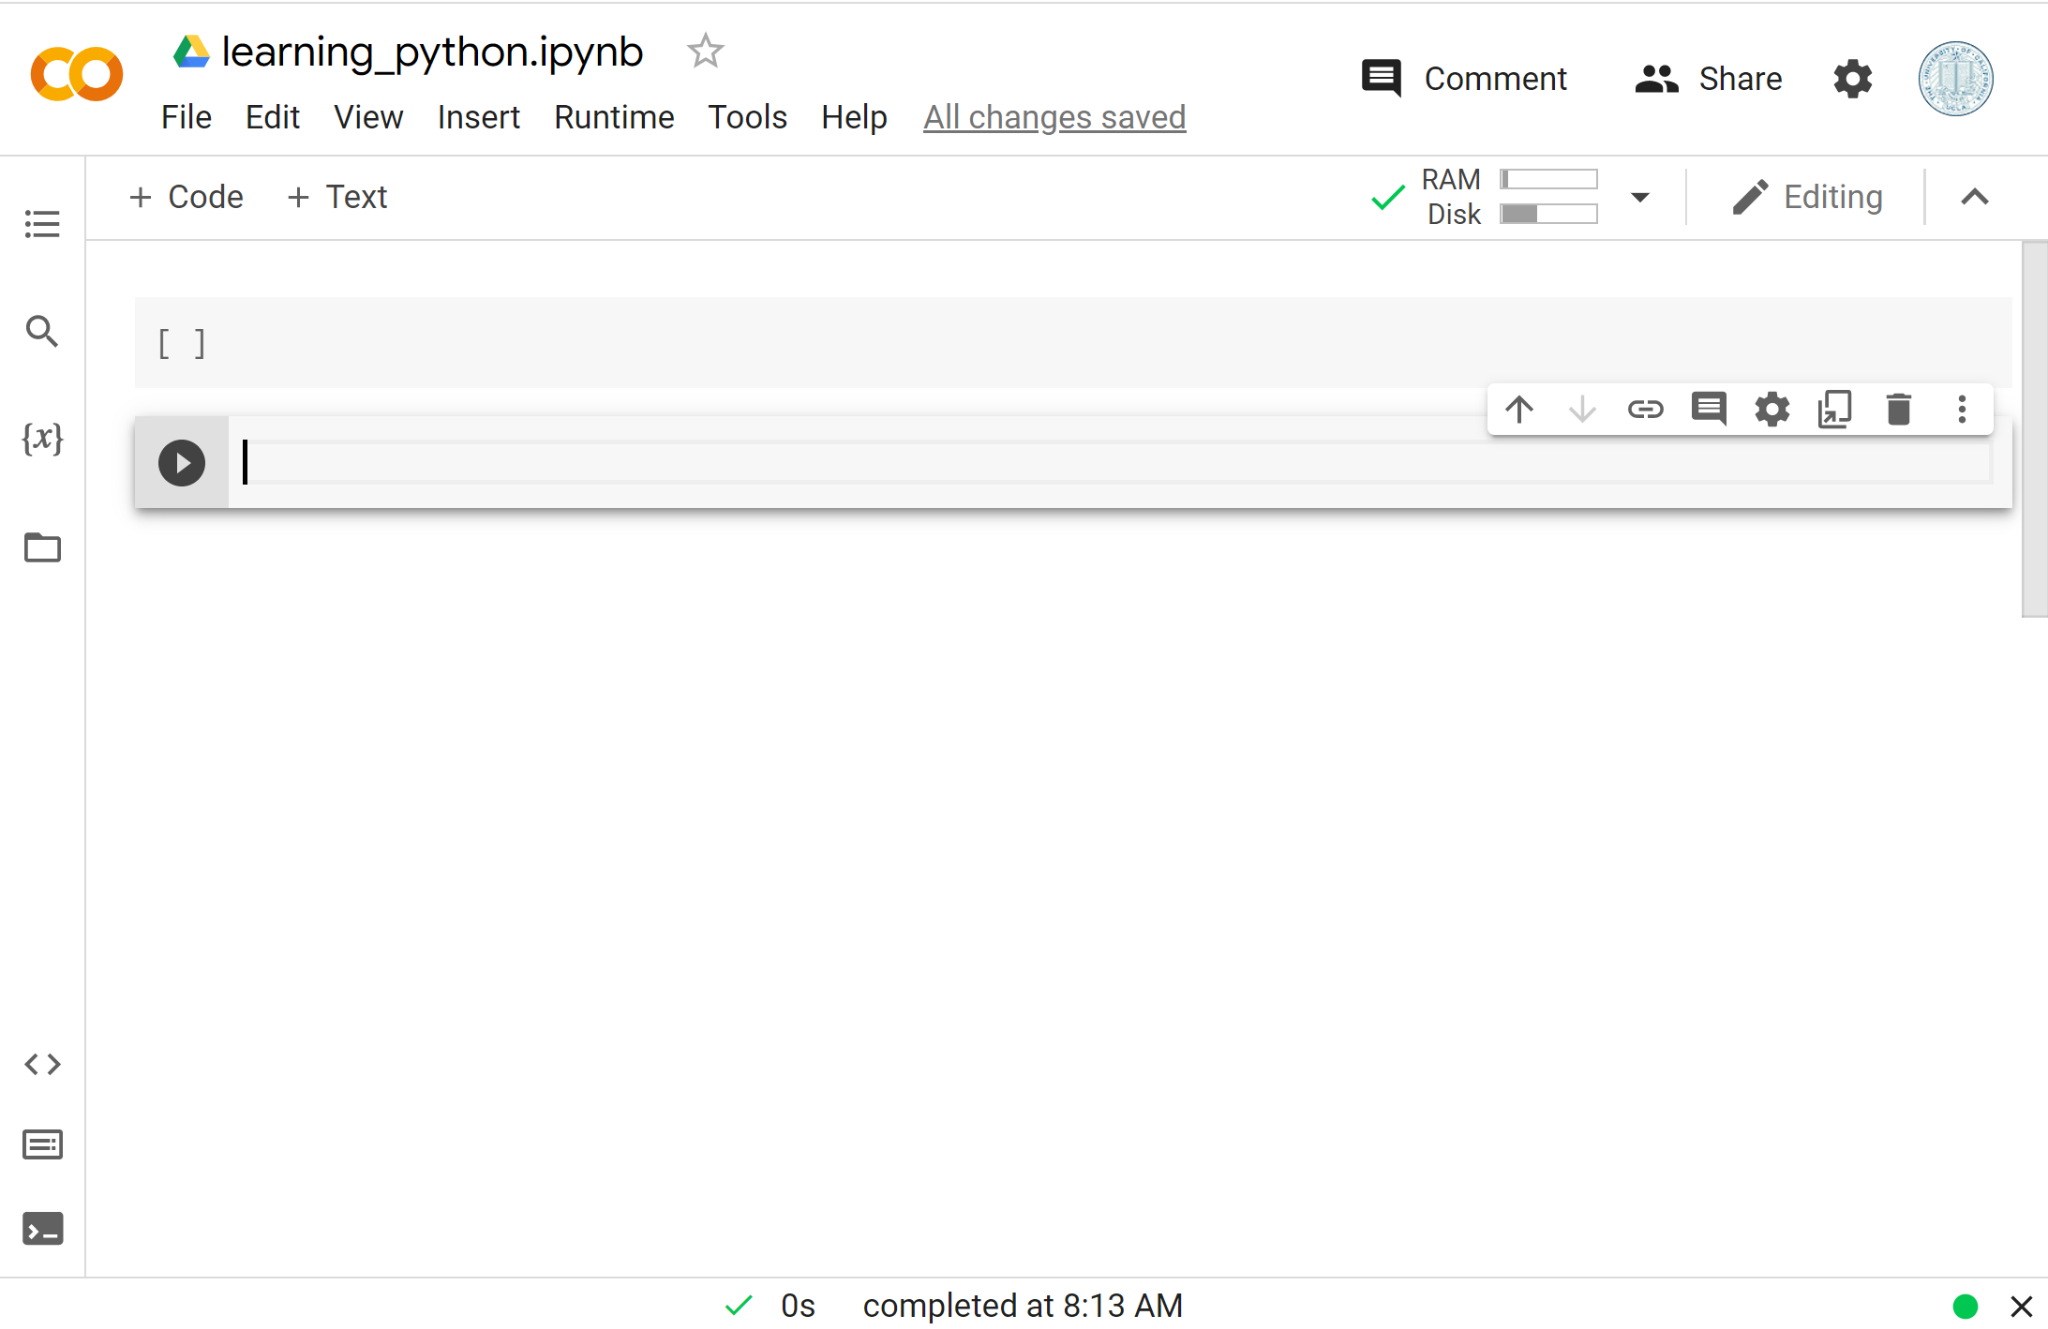 learning_python.ipynb
File Edit View Insert Runtime Tools Help All changes saved
Comment Share
+ Code + Text
RAM
Disk
Editing
[ ]
{x}
0s completed at 8:13 AM